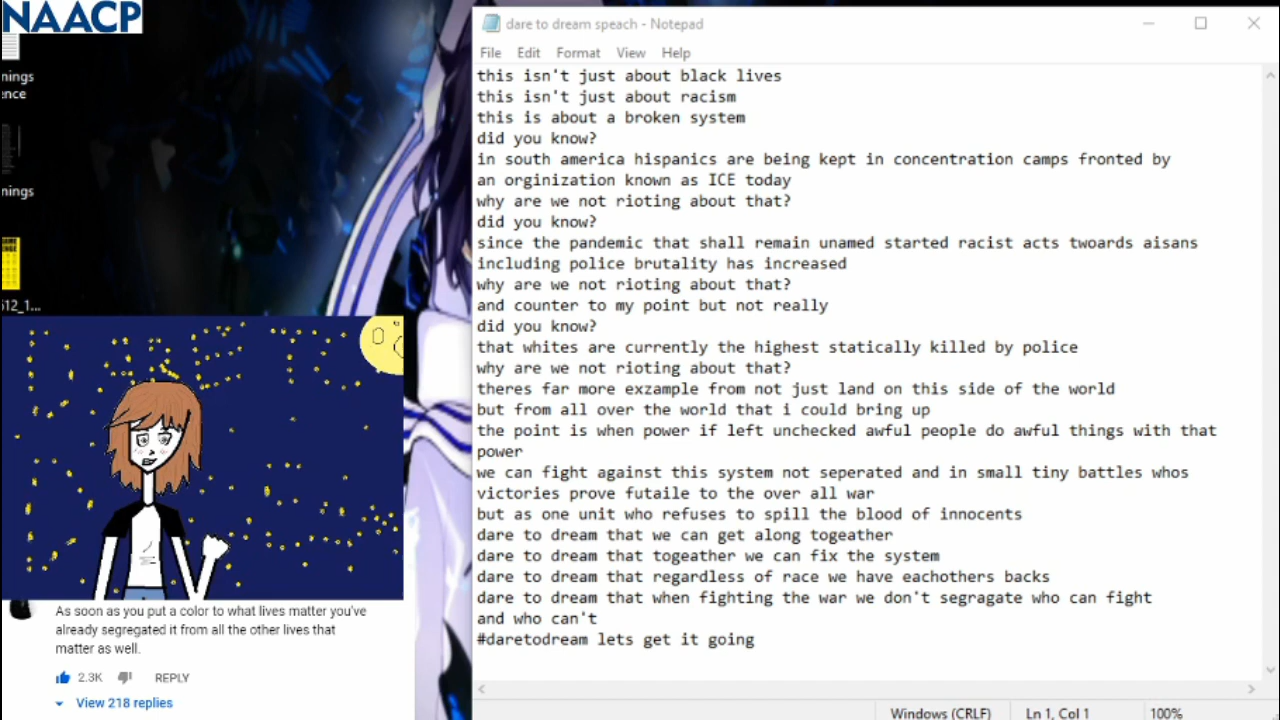 NAACP
nings
ence
nings
512_1...
As soon as you put a color to what lives matter you've
already segregated it from all the other lives that
matter as well.
2.3K REPLY
View 218 replies
dare to dream speach - Notepad
File Edit Format View Help
this isn't just about black lives
this isn't just about racism
this is about a broken system
did you know?
in south america hispanics are being kept in concentration camps fronted by
an orginization known as ICE today
why are we not rioting about that?
did you know?
since the pandemic that shall remain unamed started racist acts twoards aisans
including police brutality has increased
why are we not rioting about that?
and counter to my point but not really
did you know?
that whites are currently the highest statically killed by police
why are we not rioting about that?
theres far more exzample from not just land on this side of the world
but from all over the world that i could bring up
the point is when power if left unchecked awful people do awful things with that
power
we can fight against this system not seperated and in small tiny battles whos
victories prove futaile to the over all war
but as one unit who refuses to spill the blood of innocents
dare to dream that we can get along togeather
dare to dream that togeather we can fix the system
dare to dream that regardless of race we have eachothers backs
dare to dream that when fighting the war we don't segragate who can fight
and who can't
#daretodream lets get it going
Windows (CRLF) Ln 1, Col 1 100%